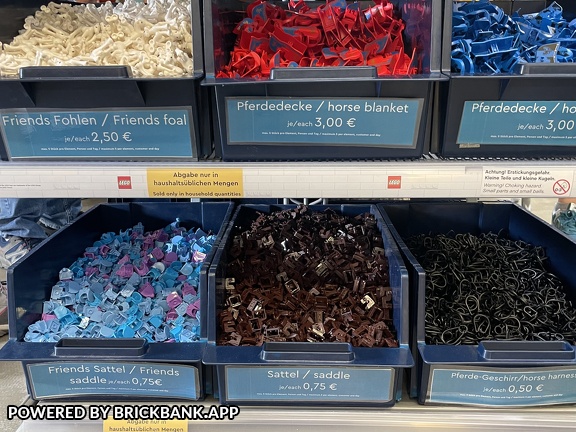 Friends Fohlen / Friends foal
je/each 2,50 €
Pferdedecke / horse blanket
je/each 3,00 €
Pferdedecke / ho
je/each 3,00
LEGO
Abgabe nur in
haushaltsüblichen Mengen
Sold only in household quantities
LEGO
Achtung! Erstickungsgefahr.
Kleine Teile und kleine Kugeln.
Warning! Choking hazard.
Small parts and small balls.
Friends Sattel / Friends
saddle je/each 0,75€
Sattel / saddle
je/each 0,75 €
Pferde-Geschirr/horse harness
je/each 0,50 €
Abgabe nur in
haushaltsüblichen Mengen
POWERED BY BRICKBANK.APP